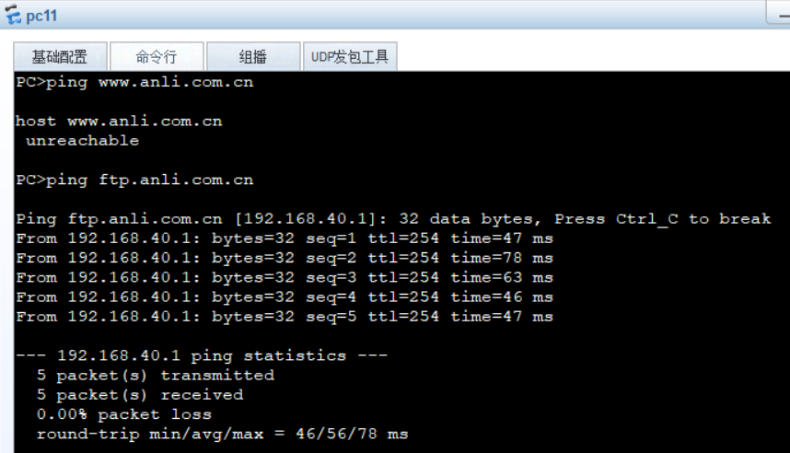 pc11
基础配置 命令行 组播 UDP发包工具
PC>ping www.anli.com.cn
host www.anli.com.cn
unreachable
PC>ping ftp.anli.com.cn
Ping ftp.anli.com.cn [192.168.40.1]: 32 data bytes, Press Ctrl_C to break
From 192.168.40.1: bytes=32 seq=1 ttl=254 time=47 ms
From 192.168.40.1: bytes=32 seq=2 ttl=254 time=78 ms
From 192.168.40.1: bytes=32 seq=3 ttl=254 time=63 ms
From 192.168.40.1: bytes=32 seq=4 ttl=254 time=46 ms
From 192.168.40.1: bytes=32 seq=5 ttl=254 time=47 ms
--- 192.168.40.1 ping statistics ---
5 packet(s) transmitted
5 packet(s) received
0.00% packet loss
round-trip min/avg/max = 46/56/78 ms